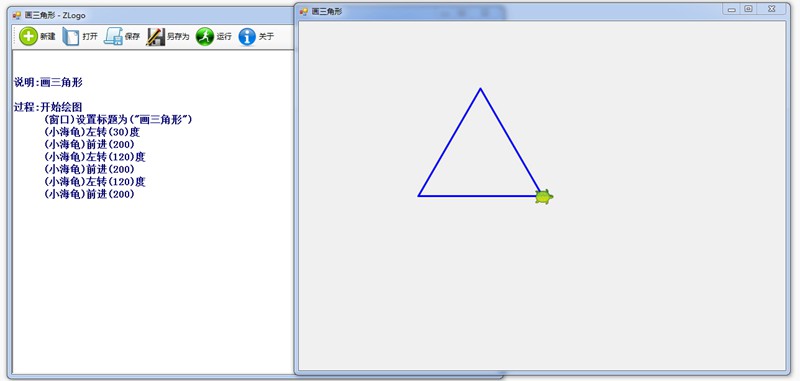 画三角形 - ZLogo
新建 打开 保存 另存为 运行 关于
说明:画三角形
过程:开始绘图
(窗口)设置标题为("画三角形")
(小海龟)左转(30)度
(小海龟)前进(200)
(小海龟)左转(120)度
(小海龟)前进(200)
(小海龟)左转(120)度
(小海龟)前进(200)
画三角形